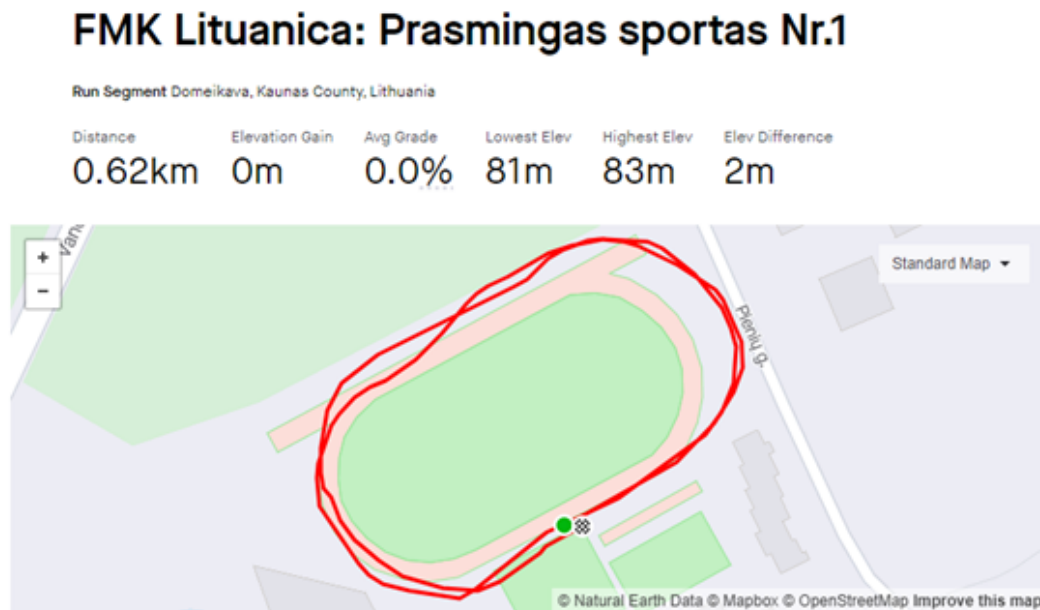 FMK Lituanica: Prasmingas sportas Nr.1
Run Segment Domeikava, Kaunas County, Lithuania
Distance Elevation Gain Avg Grade Lowest Elev Highest Elev Elev Difference
0.62km 0m 0.0% 81m 83m 2m
+
-
Vand
Standard Map
Pienių g.
© Natural Earth Data © Mapbox © OpenStreetMap Improve this map